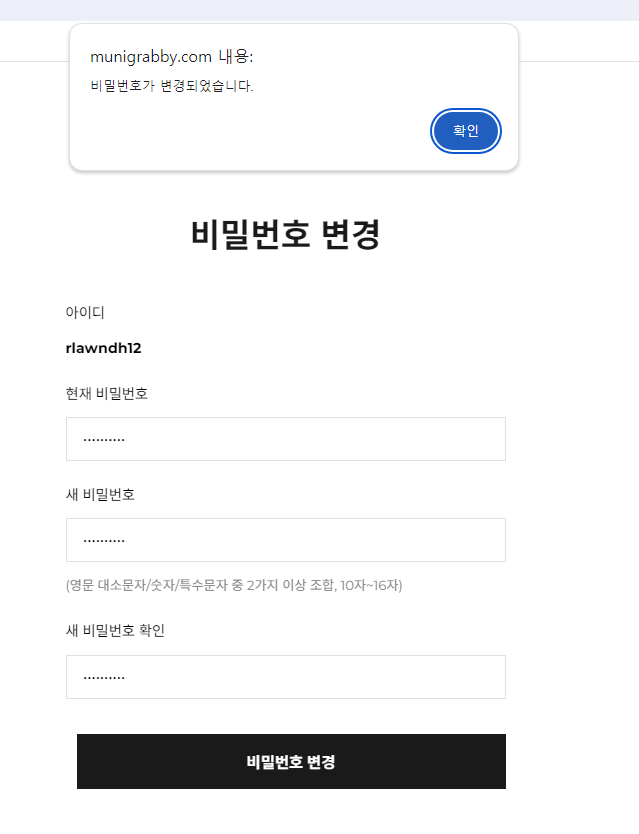 munigrabby.com 내용:
비밀번호가 변경되었습니다.
확인
비밀번호 변경
아이디
rlawndh12
현재 비밀번호
··········
새 비밀번호
··········
(영문 대소문자/숫자/특수문자 중 2가지 이상 조합, 10자~16자)
새 비밀번호 확인
··········
비밀번호 변경